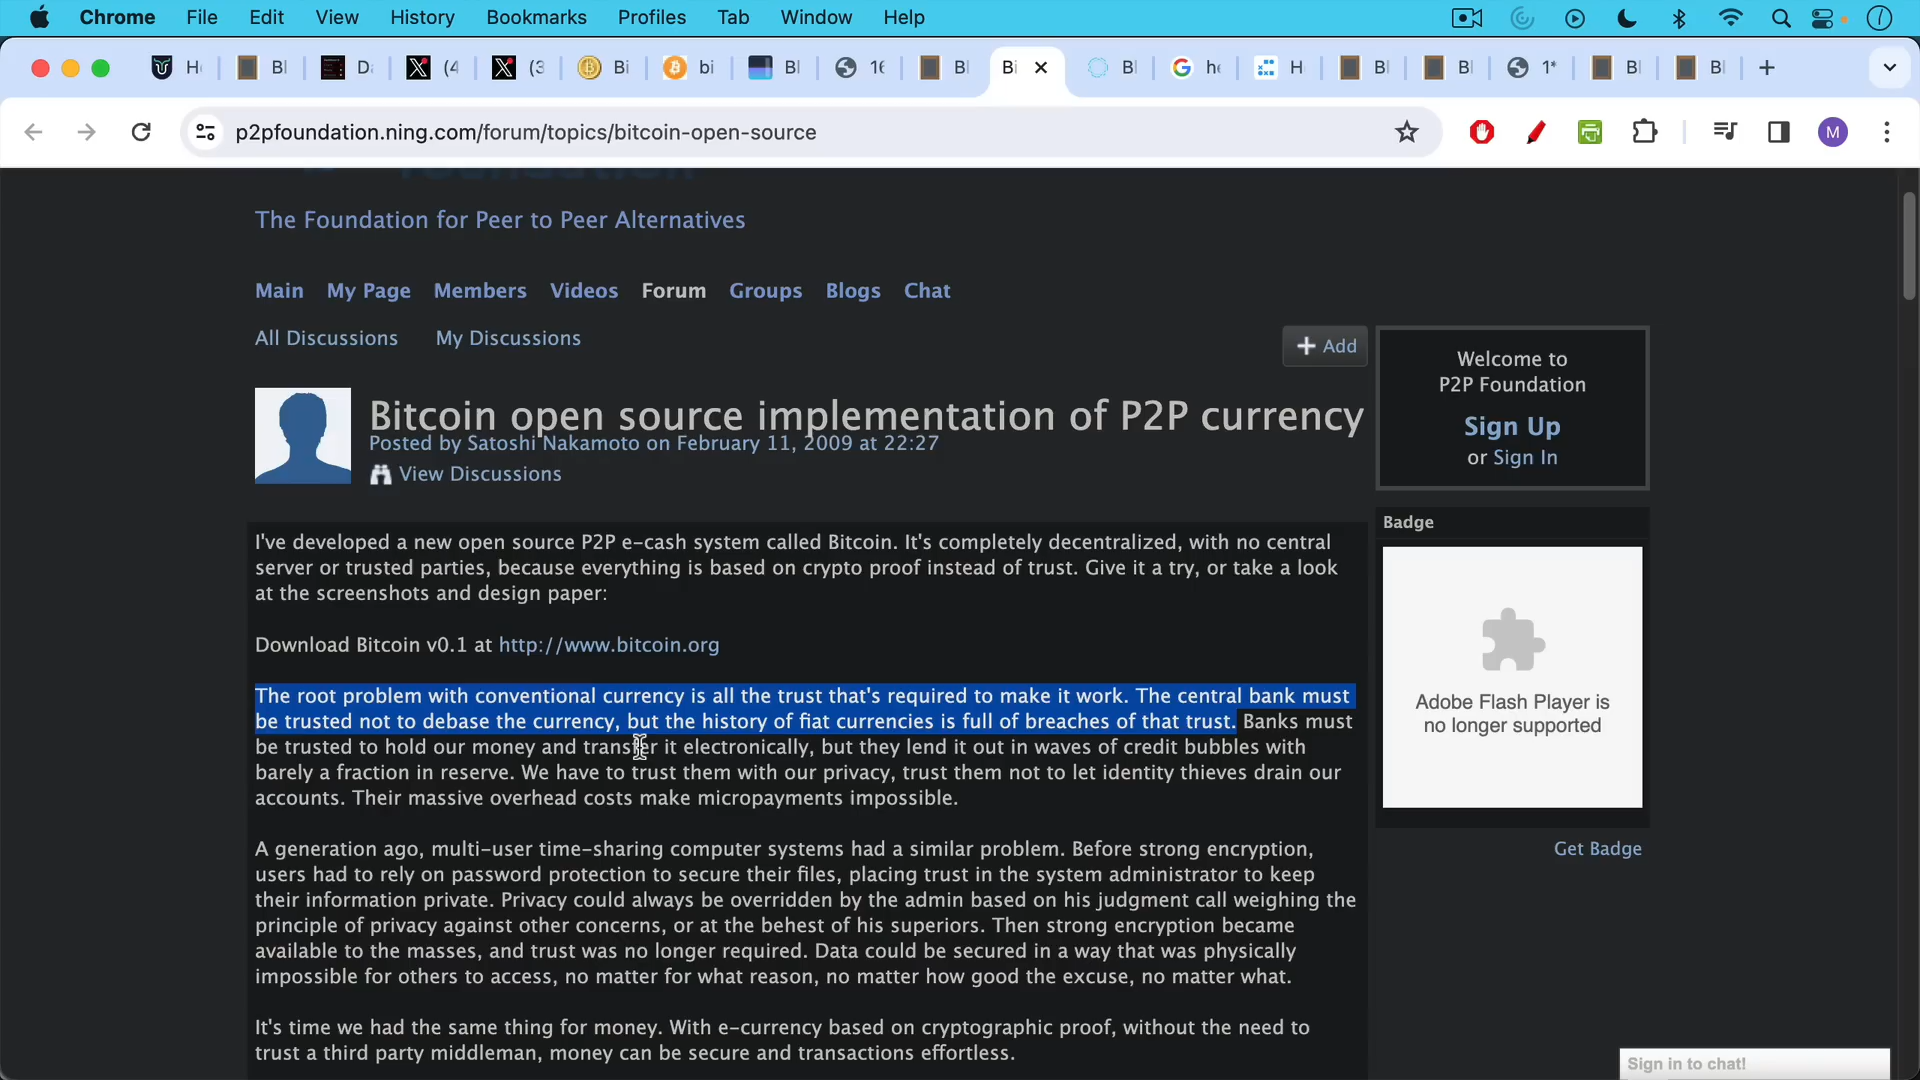 Chrome File Edit View History Bookmarks Profiles Tab Window Help
H Bl D (4 (3 Bi bi Bl 16 Bl Bi Bl he H Bl Bl 1* Bl Bl
p2pfoundation.ning.com/forum/topics/bitcoin-open-source
M
The Foundation for Peer to Peer Alternatives
Main My Page Members Videos Forum Groups Blogs Chat
All Discussions My Discussions
+ Add
Bitcoin open source implementation of P2P currency
Posted by Satoshi Nakamoto on February 11, 2009 at 22:27
View Discussions
I've developed a new open source P2P e-cash system called Bitcoin. It's completely decentralized, with no central
server or trusted parties, because everything is based on crypto proof instead of trust. Give it a try, or take a look
at the screenshots and design paper:
Download Bitcoin v0.1 at http://www.bitcoin.org
The root problem with conventional currency is all the trust that's required to make it work. The central bank must
be trusted not to debase the currency, but the history of fiat currencies is full of breaches of that trust. Banks must
be trusted to hold our money and transfer it electronically, but they lend it out in waves of credit bubbles with
barely a fraction in reserve. We have to trust them with our privacy, trust them not to let identity thieves drain our
accounts. Their massive overhead costs make micropayments impossible.
A generation ago, multi-user time-sharing computer systems had a similar problem. Before strong encryption,
users had to rely on password protection to secure their files, placing trust in the system administrator to keep
their information private. Privacy could always be overridden by the admin based on his judgment call weighing the
principle of privacy against other concerns, or at the behest of his superiors. Then strong encryption became
available to the masses, and trust was no longer required. Data could be secured in a way that was physically
impossible for others to access, no matter for what reason, no matter how good the excuse, no matter what.
It's time we had the same thing for money. With e-currency based on cryptographic proof, without the need to
trust a third party middleman, money can be secure and transactions effortless.
Welcome to
P2P Foundation
Sign Up
or Sign In
Badge
Adobe Flash Player is
no longer supported
Get Badge
Sign in to chat!